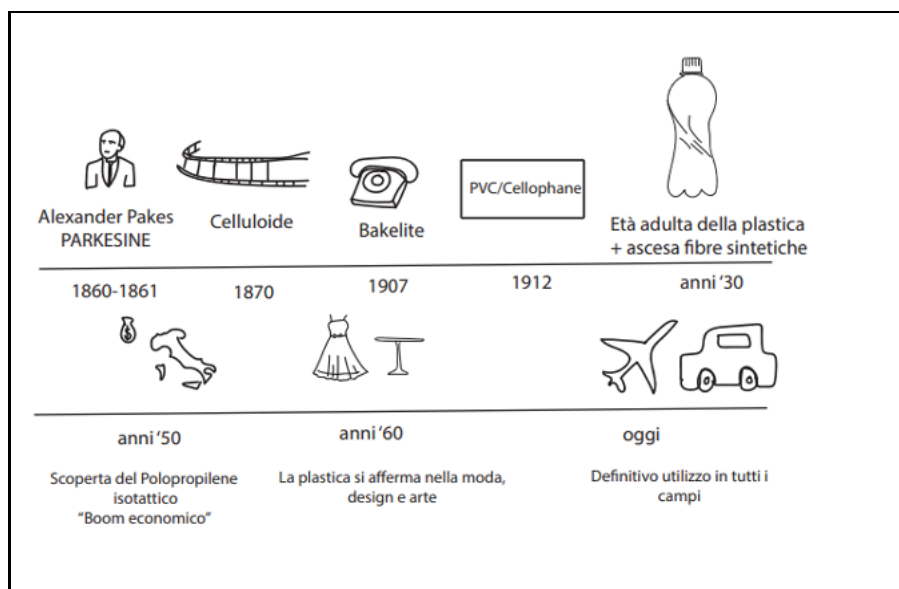 Alexander Pakes
PARKESINE
Celluloide
Bakelite
PVC/Cellophane
Età adulta della plastica
+ ascesa fibre sintetiche
1860-1861
1870
1907
1912
anni '30
$
anni '50
anni '60
oggi
Scoperta del Polopropilene
isotattico
"Boom economico"
La plastica si afferma nella moda,
design e arte
Definitivo utilizzo in tutti i
campi